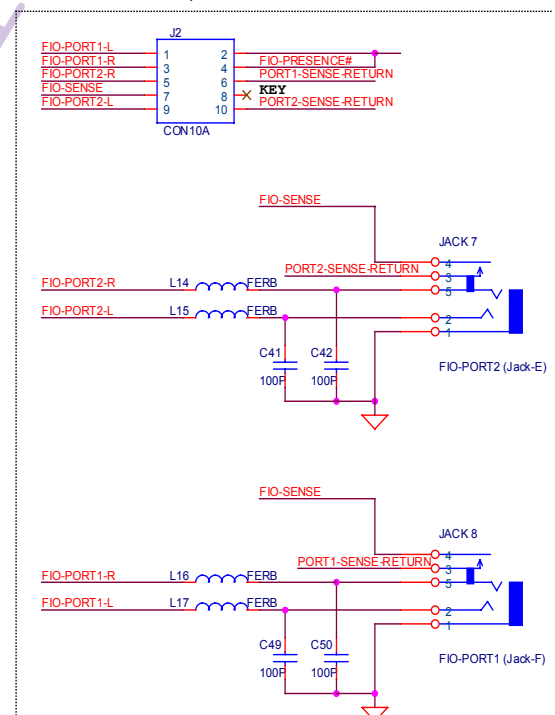 J2
FIO-PORT1-L 1 2
FIO-PORT1-R 3 4 FIO-PRESENCE#
FIO-PORT2-R 5 6 PORT1-SENSE-RETURN
FIO-SENSE 7 8 KEY
FIO-PORT2-L 9 10 PORT2-SENSE-RETURN
CON10A
FIO-SENSE
JACK 7
4
PORT2-SENSE-RETURN 3
FIO-PORT2-R L14 FERB 5
FIO-PORT2-L L15 FERB 2
1
C41 C42
100P 100P
FIO-PORT2 (Jack-E)
FIO-SENSE
JACK 8
4
PORT1-SENSE-RETURN 3
FIO-PORT1-R L16 FERB 5
FIO-PORT1-L L17 FERB 2
1
C49 C50
100P 100P
FIO-PORT1 (Jack-F)